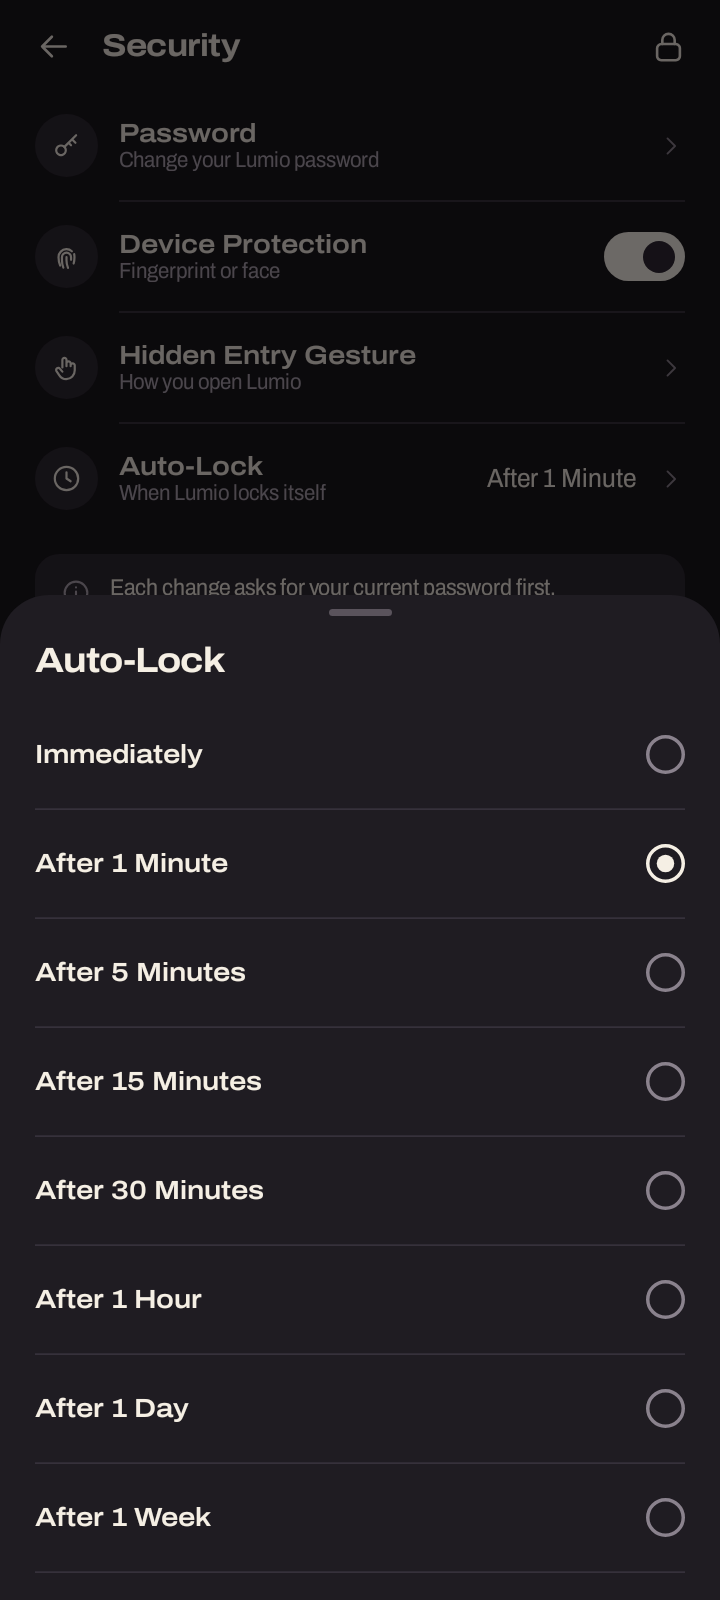 Security
Password
Change your Lumio password
Device Protection
Fingerprint or face
Hidden Entry Gesture
How you open Lumio
Auto-Lock
When Lumio locks itself
After 1 Minute
Each change asks for your current password first.
Auto-Lock
Immediately
After 1 Minute
After 5 Minutes
After 15 Minutes
After 30 Minutes
After 1 Hour
After 1 Day
After 1 Week